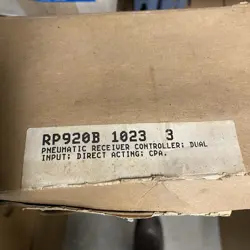 RP920B 1023 3
PNEUMATIC RECEIVER CONTROLLER; DUAL
INPUT; DIRECT ACTING; CPA.